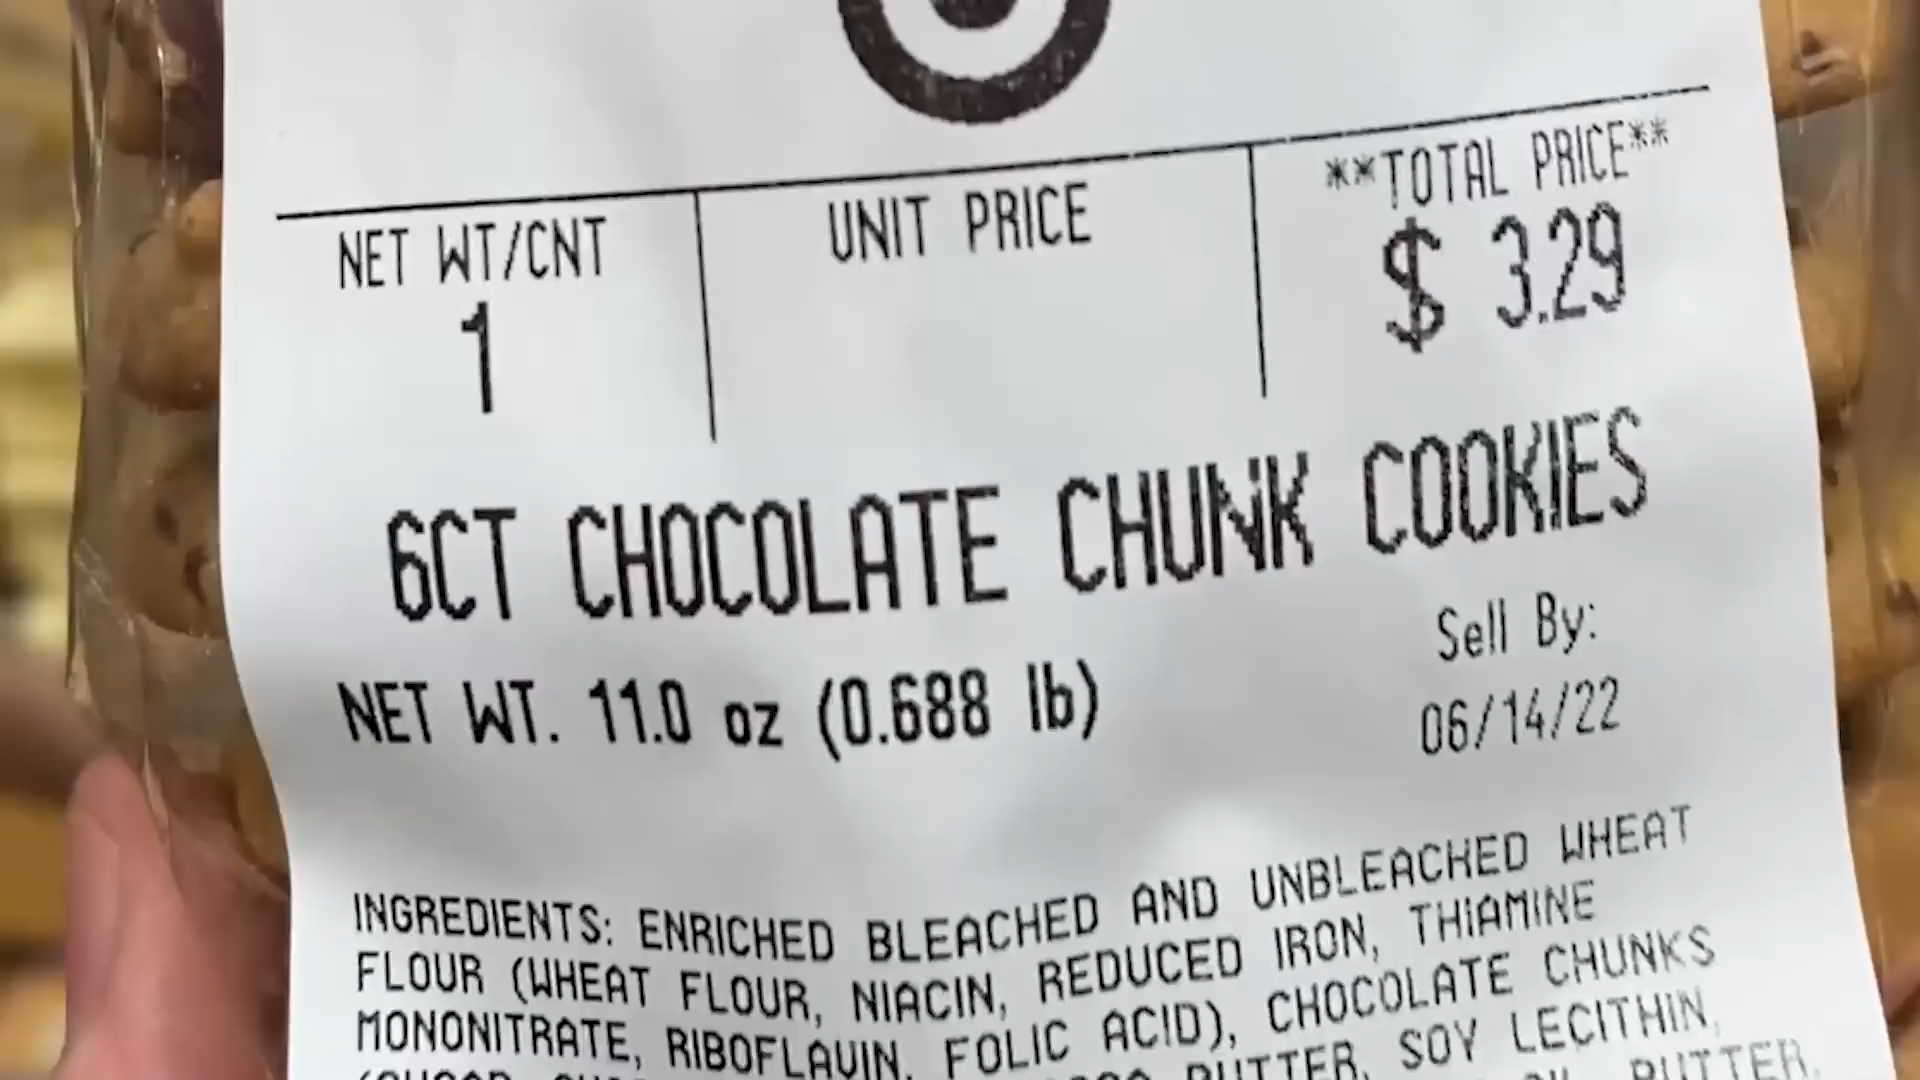 NET WT/CNT
1
UNIT PRICE
**TOTAL PRICE**
$ 3.29
6CT CHOCOLATE CHUNK COOKIES
NET WT. 11.0 oz (0.688 lb)
Sell By:
06/14/22
INGREDIENTS: ENRICHED BLEACHED AND UNBLEACHED WHEAT
FLOUR (WHEAT FLOUR, NIACIN, REDUCED IRON, THIAMINE
MONONITRATE, RIBOFLAVIN, FOLIC ACID), CHOCOLATE CHUNKS
BUTTER, SOY LECITHIN,
BUTTER,